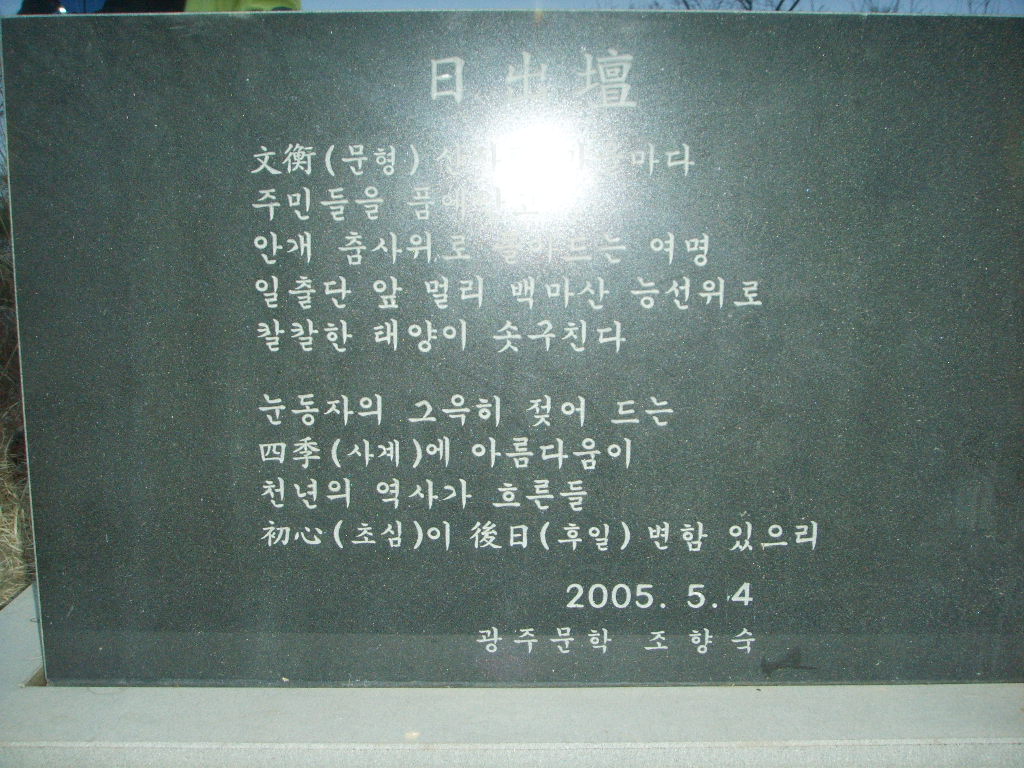 日出壇
文衡(문형)
주민들을 품에
안개 춤사위로 여명
일출단 앞 멀리 백마산 능선위로
칼칼한 태양이 솟구친다
눈동자의 그윽히 젖어 드는
四季(사계)에 아름다움이
천년의 역사가 흐른들
初心(초심)이 後日(후일) 변함 있으리
2005. 5. 4
광주문학 조향숙